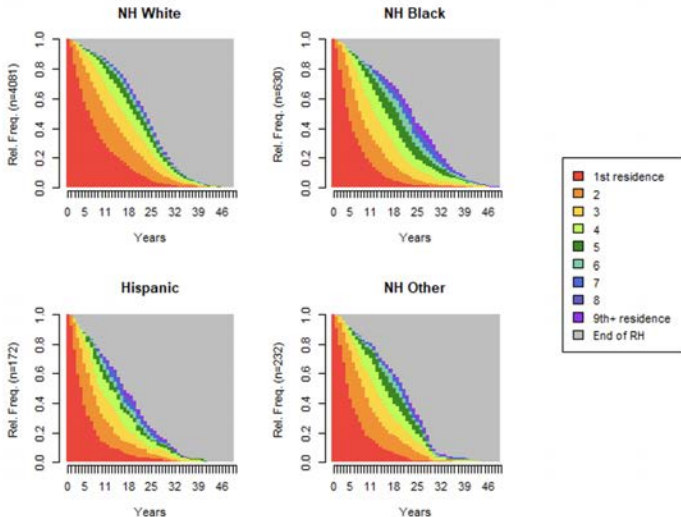 NH White
Rel. Freq. (n=4081)
0.0 0.2 0.4 0.6 0.8 1.0
0 5 11 18 25 32 39 46
Years
NH Black
Rel. Freq. (n=630)
0.0 0.2 0.4 0.6 0.8 1.0
0 5 11 18 25 32 39 46
Years
Hispanic
Rel. Freq. (n=172)
0.0 0.2 0.4 0.6 0.8 1.0
0 5 11 18 25 32 39 46
Years
NH Other
Rel. Freq. (n=232)
0.0 0.2 0.4 0.6 0.8 1.0
0 5 11 18 25 32 39 46
Years
1st residence
2
3
4
5
6
7
8
9th+ residence
End of RH